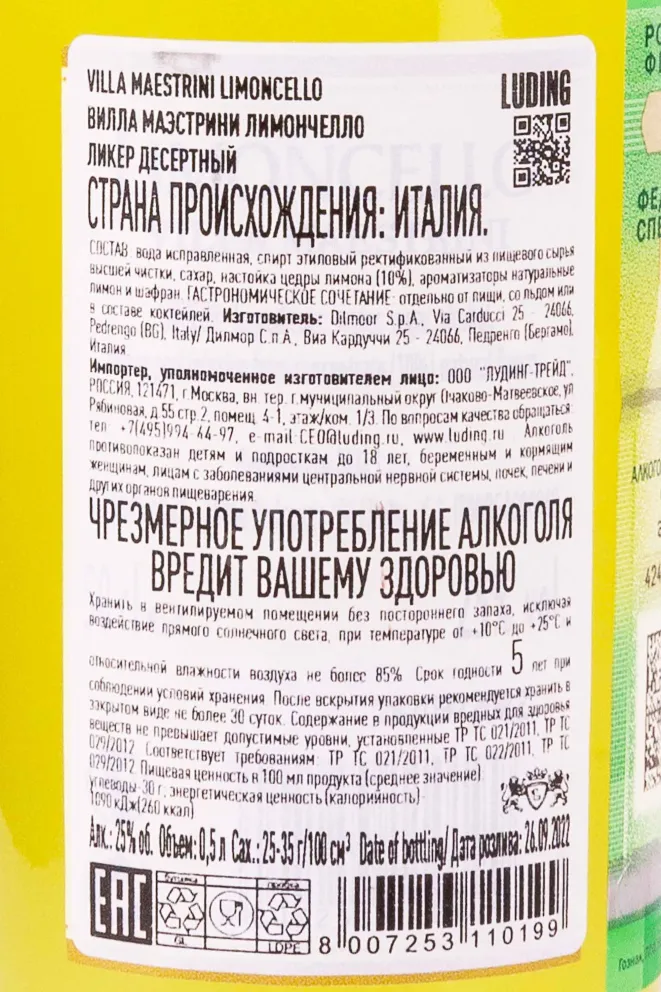 VILLA MAESTRINI LIMONCELLO
LUDING
ВИЛЛА МАЭСТРИНИ ЛИМОНЧЕЛЛО
ЛИКЕР ДЕСЕРТНЫЙ
СТРАНА ПРОИСХОЖДЕНИЯ: ИТАЛИЯ.
СОСТАВ: вода исправленная, спирт этиловый ректификованный из пищевого сырья
высшей чистки, сахар, настойка цедры лимона (10%), ароматизаторы натуральные
лимон и шафран. ГАСТРОНОМИЧЕСКОЕ СОЧЕТАНИЕ: отдельно от пищи, со льдом или
в составе коктейлей. Изготовитель: Dilmoor S.p.A., Via Carducci 25 - 24066,
Pedrengo (BG), Italy/ Дилмор С.п.А., Виа Кардуччи 25 - 24066, Педренго (Бергамо),
Италия
Импортер, уполномоченное изготовителем лицо: ООО "ЛУДИНГ-ТРЕЙД",
РОССИЯ, 121471, г.Москва, вн. тер. г.муниципальный округ Очаково-Матвеевское, ул
Рябиновая, д.55 стр.2, помещ. 4-1, этаж/ком. 1/3. По вопросам качества обращаться:
тел. +7(495)994-64-97, e-mail CEO@luding.ru, www.luding.ru Алкоголь
противопоказан детям и подросткам до 18 лет, беременным и кормящим
женщинам, лицам с заболеваниями центральной нервной системы, почек, печени и
других органов пищеварения.
ЧРЕЗМЕРНОЕ УПОТРЕБЛЕНИЕ АЛКОГОЛЯ
ВРЕДИТ ВАШЕМУ ЗДОРОВЬЮ
Хранить в вентилируемом помещении без постороннего запаха, исключая
воздействие прямого солнечного света, при температуре от +10°C до +25°C и
относительной влажности воздуха не более 85% Срок годности 5 лет при
соблюдении условий хранения. После вскрытия упаковки рекомендуется хранить в
закрытом виде не более 30 суток. Содержание в продукции вредных для здоровья
веществ не превышает допустимые уровни, установленные ТР ТС 021/2011, ТР ТС
029/2012. Соответствует требованиям: ТР ТС 021/2011, ТР ТС 022/2011, ТР ТС
029/2012. Пищевая ценность в 100 мл продукта (среднее значение):
углеводы-30 г; энергетическая ценность (калорийность)-
1090 кДж(260 ккал)
Алк.: 25% об. Объем: 0,5 л Сах.: 25-35 г/100 см³ Date of bottling/ Дата розлива: 26.09.2022
EAC
бутылка
GL
пробка
LDPE
8 007253 110199
РО
ФЕ
ФЕД
СПЕ
424